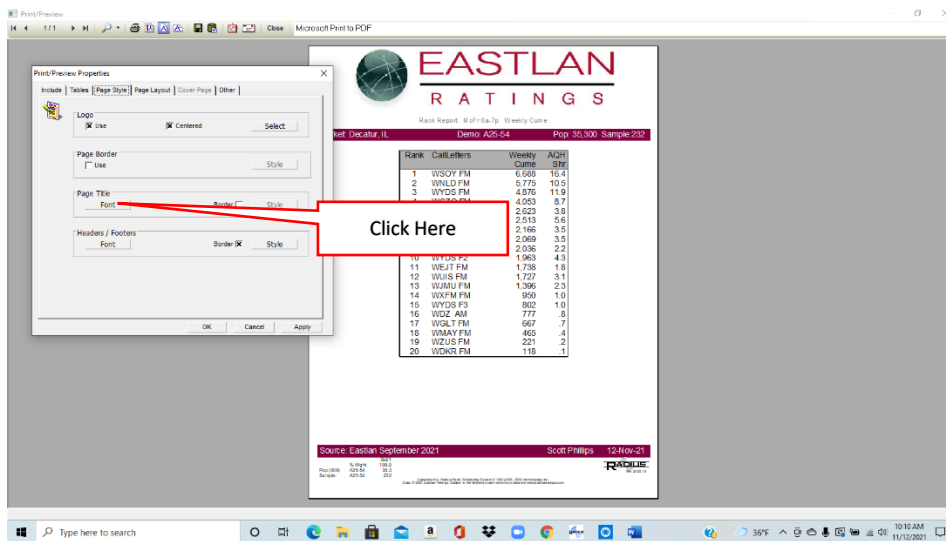 Print/Preview
1/1 Close Microsoft Print to PDF
Print/Preview Properties
Include Tables Page Style Page Layout Cover Page Other
Logo
Use Centered Select
Page Border
Use Style
Page Title
Font Border Style
Headers / Footers
Font Border Style
OK Cancel Apply
Click Here
EASTLAN
RATINGS
Rank Report: M of r 6a-7p Weekly Cume
ket: Decatur, IL Demo: A25-54 Pop: 35,300 Sample:232
Rank CallLetters Weekly Cume AQH Shr
1 WSOY FM 6,688 16.4
2 WNLD FM 5,775 10.5
3 WYDS FM 4,876 11.9
4,053 8.7
2,623 3.8
2,513 5.6
2,166 3.5
2,069 3.5
2,036 2.2
10 WYDS F2 1,963 4.3
11 WEJT FM 1,738 1.8
12 WUIS FM 1,727 3.1
13 WJMU FM 1,396 2.3
14 WXFM FM 950 1.0
15 WYDS F3 802 1.0
16 WDZ AM 777 .8
17 WGLT FM 667 .7
18 WMAY FM 465 .4
19 WZUS FM 221 .2
20 WDKR FM 118 .1
Source: Eastlan September 2021 Scott Phillips 12-Nov-21
RADIUS
Type here to search
36°F 10:10 AM
11/12/2021